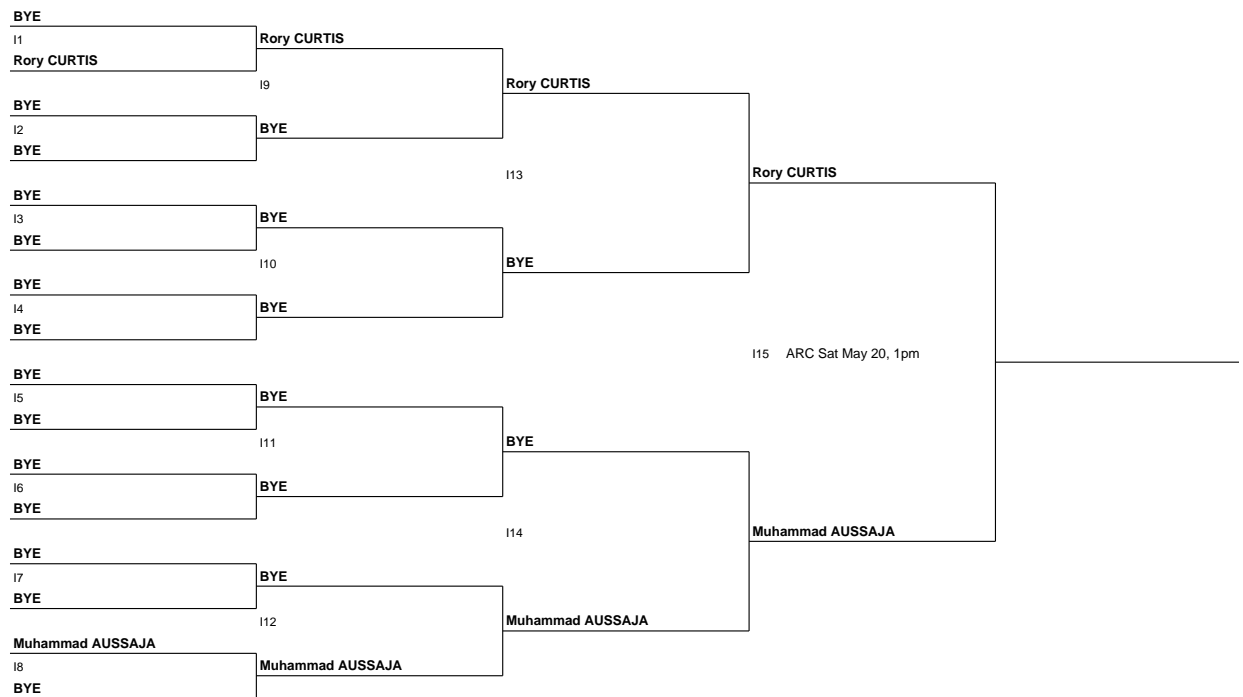 BYE
I1
Rory CURTIS
Rory CURTIS
I9
Rory CURTIS
BYE
I2
BYE
BYE
I13
Rory CURTIS
BYE
I3
BYE
BYE
I10
BYE
BYE
I4
BYE
BYE
I15 ARC Sat May 20, 1pm
BYE
I5
BYE
BYE
I11
BYE
BYE
I6
BYE
BYE
I14
Muhammad AUSSAJA
BYE
I7
BYE
BYE
I12
Muhammad AUSSAJA
Muhammad AUSSAJA
I8
BYE
Muhammad AUSSAJA